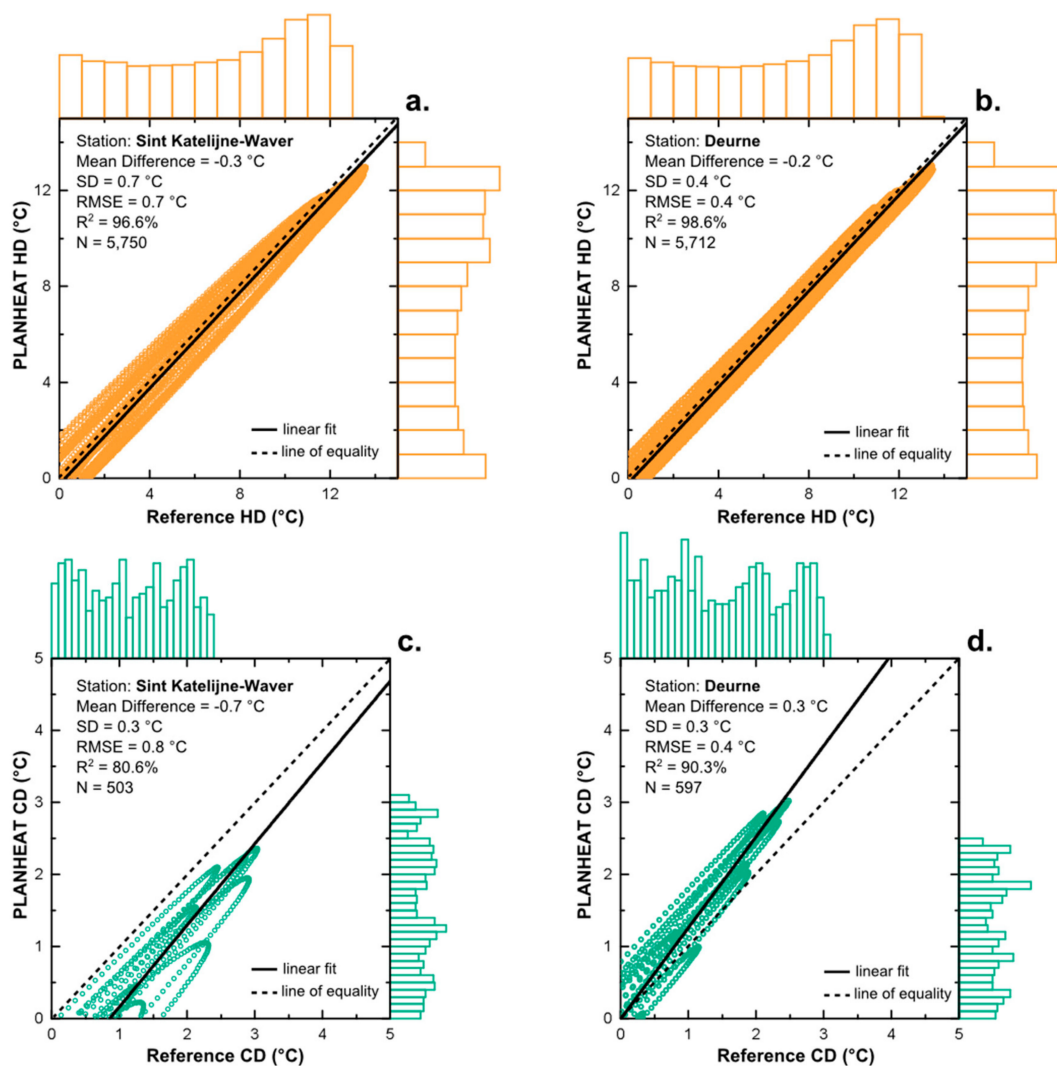 a.
Station: Sint Katelijne-Waver
Mean Difference = -0.3 °C
SD = 0.7 °C
RMSE = 0.7 °C
R² = 96.6%
N = 5,750
PLANHEAT HD (°C)
12
8
4
0
linear fit
line of equality
0 4 8 12
Reference HD (°C)
b.
Station: Deurne
Mean Difference = -0.2 °C
SD = 0.4 °C
RMSE = 0.4 °C
R² = 98.6%
N = 5,712
PLANHEAT HD (°C)
12
8
4
0
linear fit
line of equality
0 4 8 12
Reference HD (°C)
c.
Station: Sint Katelijne-Waver
Mean Difference = -0.7 °C
SD = 0.3 °C
RMSE = 0.8 °C
R² = 80.6%
N = 503
PLANHEAT CD (°C)
5
4
3
2
1
0
linear fit
line of equality
0 1 2 3 4 5
Reference CD (°C)
d.
Station: Deurne
Mean Difference = 0.3 °C
SD = 0.3 °C
RMSE = 0.4 °C
R² = 90.3%
N = 597
PLANHEAT CD (°C)
5
4
3
2
1
0
linear fit
line of equality
0 1 2 3 4 5
Reference CD (°C)